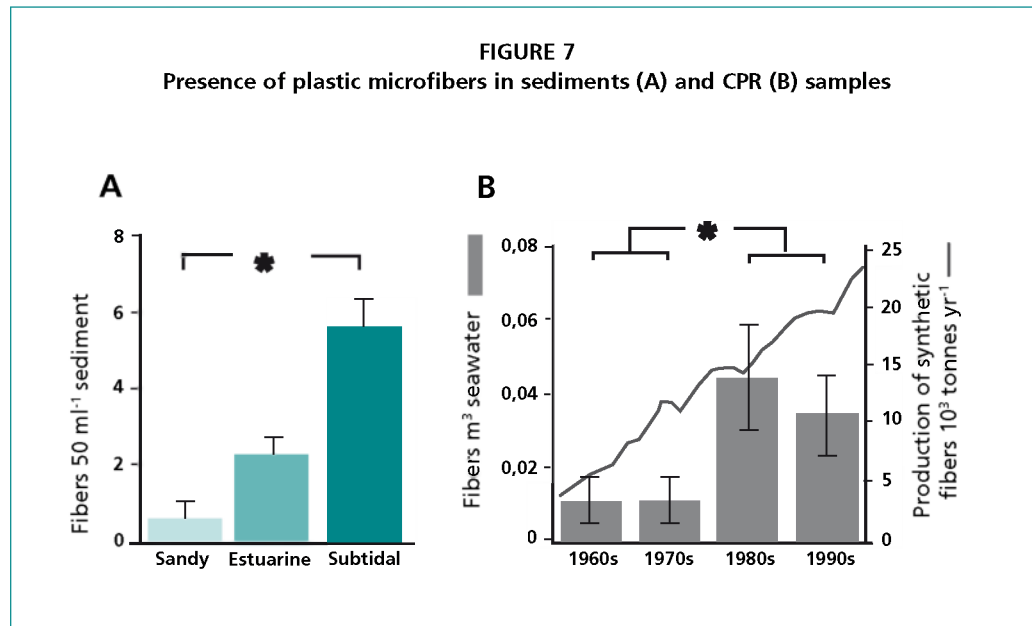 FIGURE 7
Presence of plastic microfibers in sediments (A) and CPR (B) samples
A
Fibers 50 ml⁻¹ sediment
8
6
4
2
0
Sandy Estuarine Subtidal
B
Fibers m³ seawater
0,08
0,06
0,04
0,02
0
1960s 1970s 1980s 1990s
25
20
15
10
5
0
Production of synthetic
fibers 10³ tonnes yr⁻¹